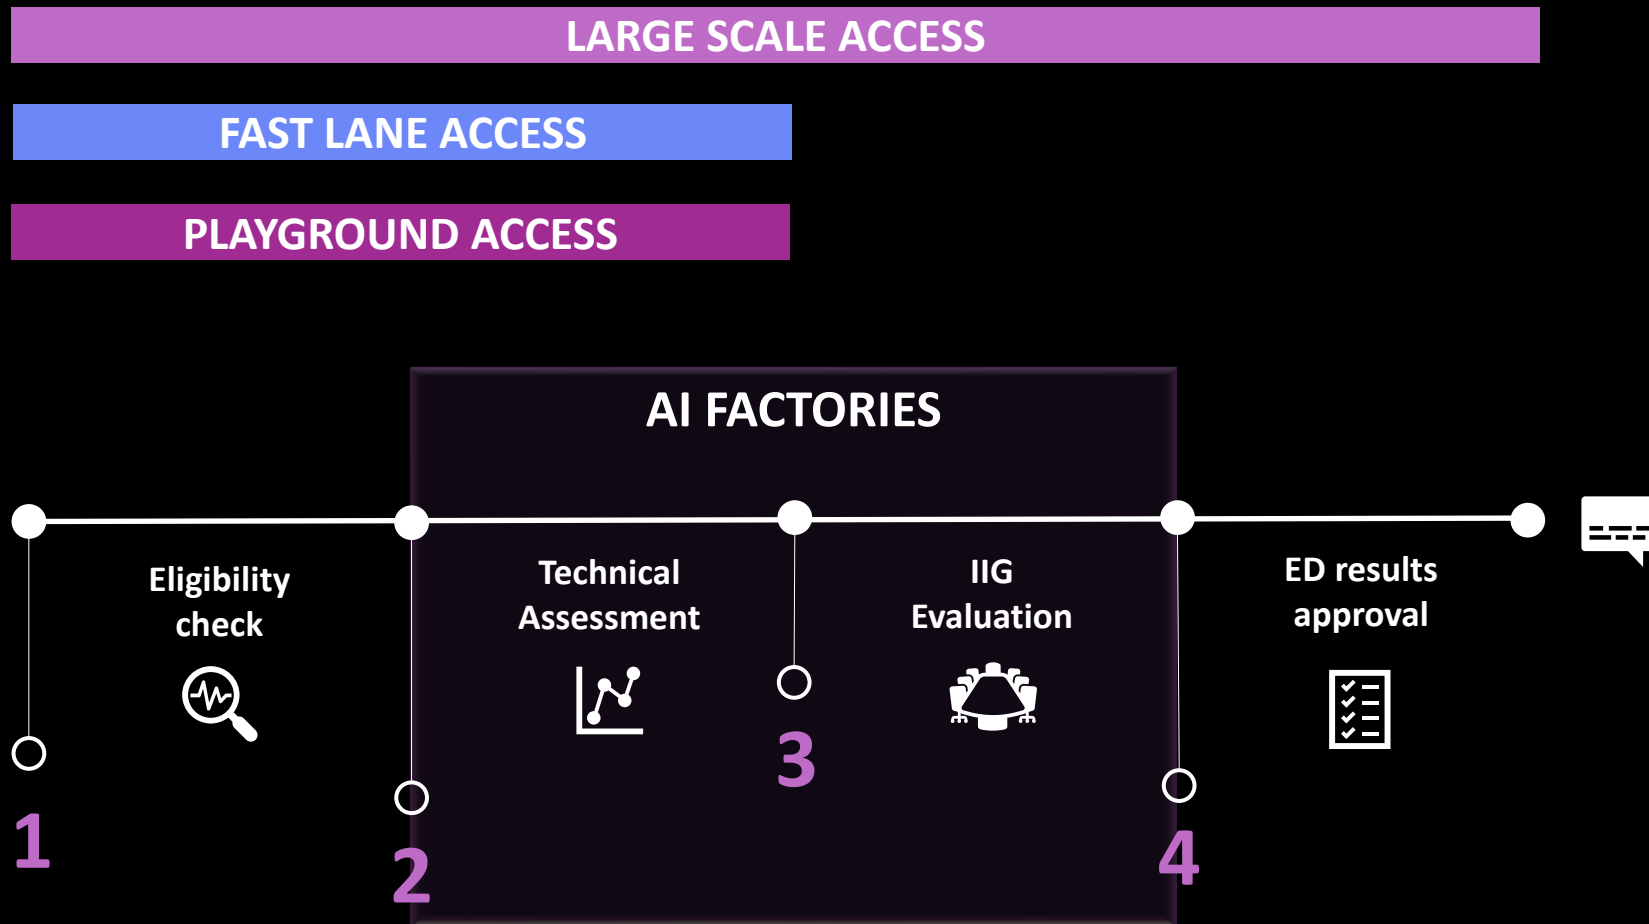 LARGE SCALE ACCESS
FAST LANE ACCESS
PLAYGROUND ACCESS
AI FACTORIES
Eligibility
check
Technical
Assessment
IIG
Evaluation
ED results
approval
1
2
3
4